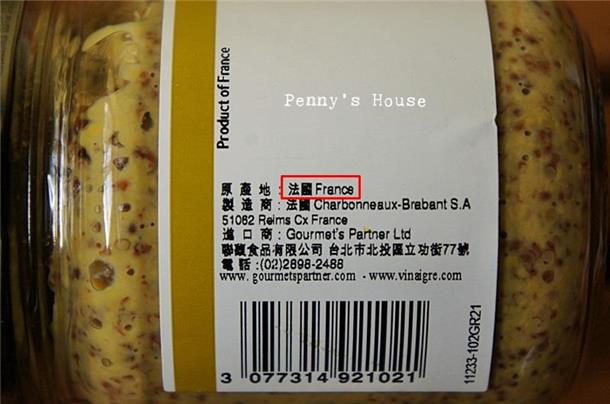 Product of France
Penny's House
原 產 地 : 法國 France
製 造 商 : 法國 Charbonneaux-Brabant S.A
51062 Reims Cx France
進 口 商 : Gourmet's Partner Ltd
聯馥食品有限公司 台北市北投區立功街77號
電 話 :(02)2898-2488
www.gourmetspartner.com - www.vinaigre.com
3 077314 921021
11233-102GR21